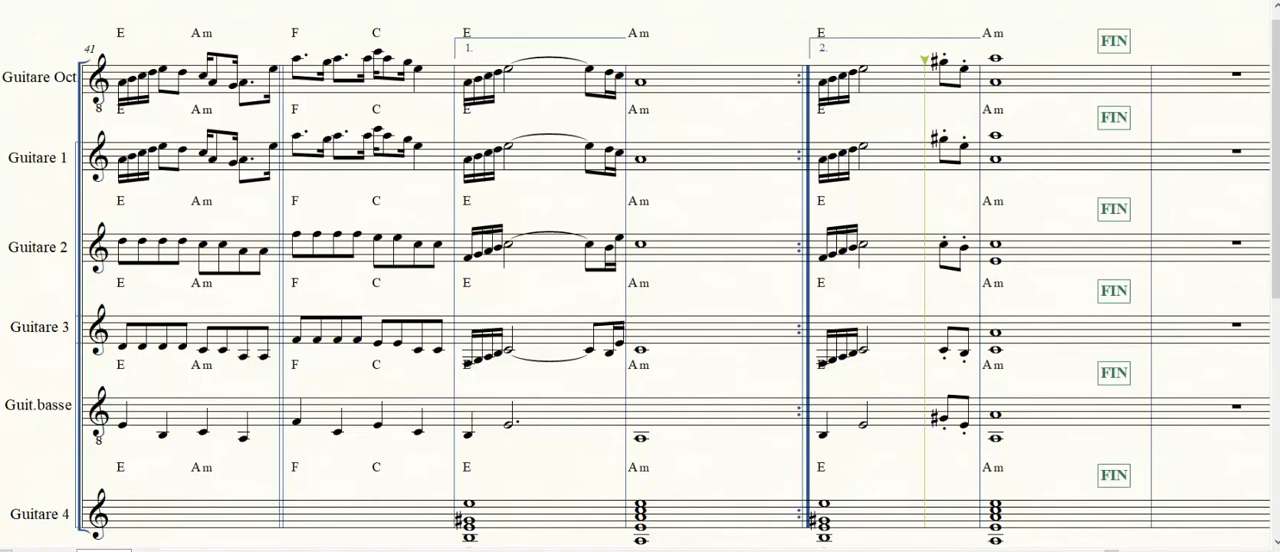 E Am F C E Am E Am
41 1. 2. FIN
Guitare Oct
8
E Am F C E Am E Am
FIN
Guitare 1
E Am F C E Am E Am
FIN
Guitare 2
E Am F C E Am E Am
FIN
Guitare 3
E Am F C E Am E Am
FIN
Guit.basse
8
E Am F C E Am E Am
FIN
Guitare 4